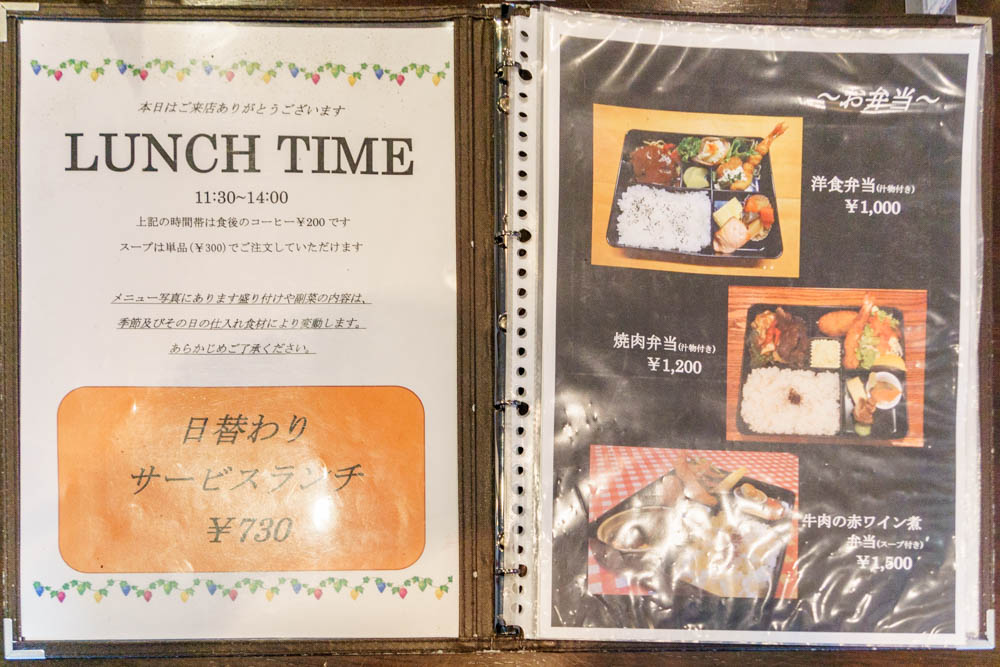 本日はご来店ありがとうございます
LUNCH TIME
11:30~14:00
上記の時間帯は食後のコーヒー¥200です
スープは単品(¥300)でご注文していただけます
メニュー写真にあります盛り付けや副菜の内容は、
季節及びその日の仕入れ食材により変動します。
あらかじめご了承ください。
日替わり
サービスランチ
¥730
～お弁当～
洋食弁当(汁物付き)
¥1,000
焼肉弁当(汁物付き)
¥1,200
牛肉の赤ワイン煮
弁当(スープ付き)
¥1,500